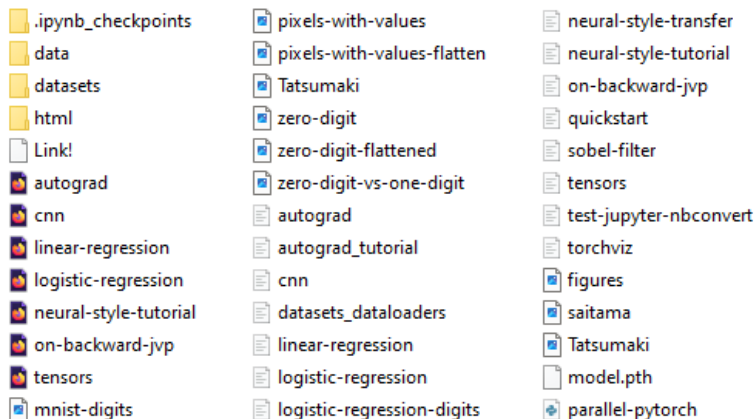 .ipynb_checkpoints
data
datasets
html
Link!
autograd
cnn
linear-regression
logistic-regression
neural-style-tutorial
on-backward-jvp
tensors
mnist-digits
pixels-with-values
pixels-with-values-flatten
Tatsumaki
zero-digit
zero-digit-flattened
zero-digit-vs-one-digit
autograd
autograd_tutorial
cnn
datasets_dataloaders
linear-regression
logistic-regression
logistic-regression-digits
neural-style-transfer
neural-style-tutorial
on-backward-jvp
quickstart
sobel-filter
tensors
test-jupyter-nbconvert
torchviz
figures
saitama
Tatsumaki
model.pth
parallel-pytorch